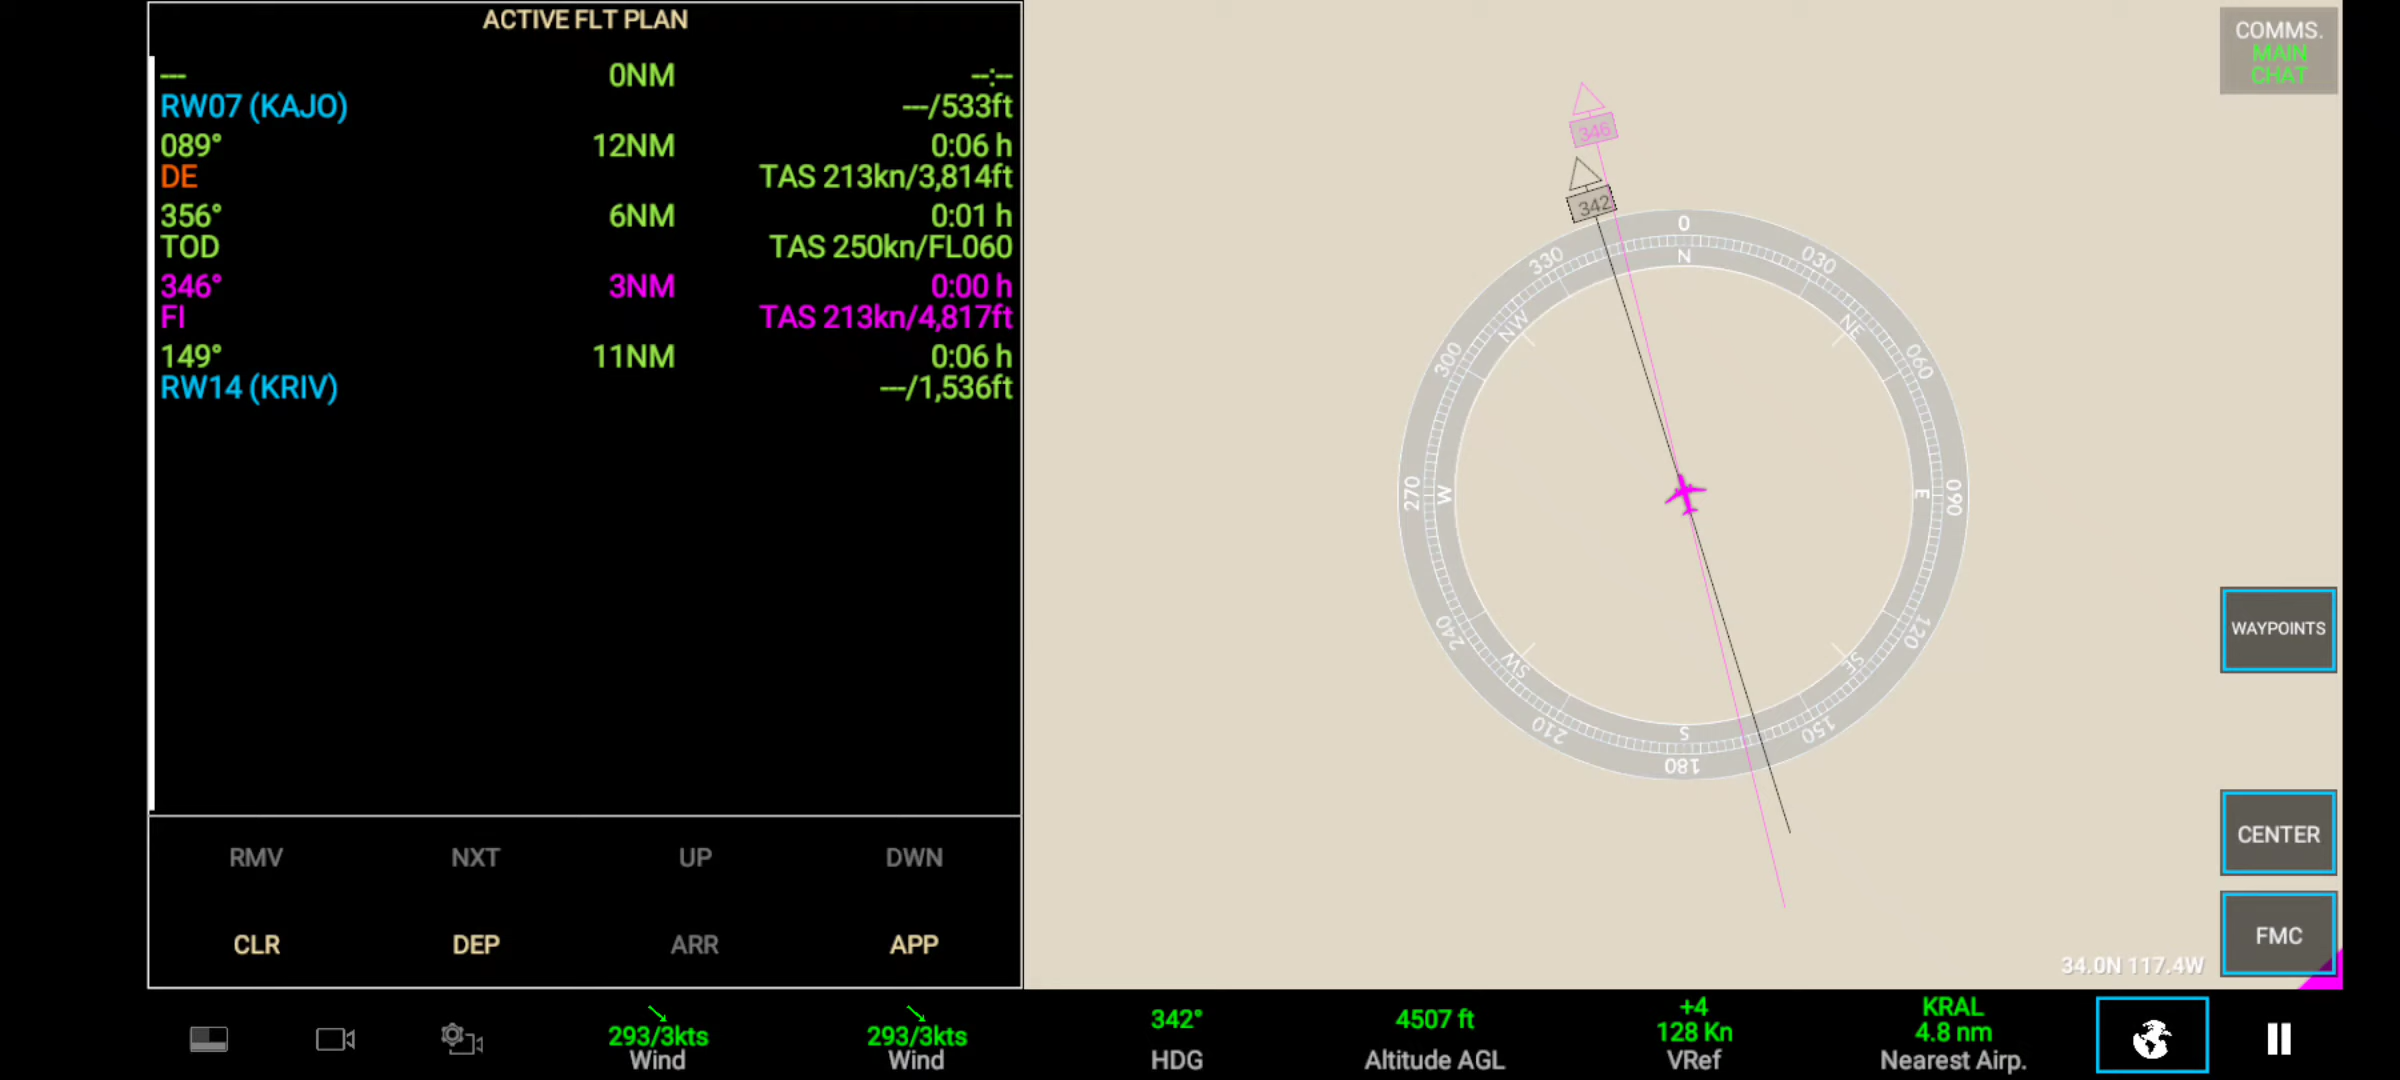 ACTIVE FLT PLAN
--- 0NM --:--
RW07 (KAJO) ---/533ft
089° 12NM 0:06 h
DE TAS 213kn/3,814ft
356° 6NM 0:01 h
TOD TAS 250kn/FL060
346° 3NM 0:00 h
FI TAS 213kn/4,817ft
149° 11NM 0:06 h
RW14 (KRIV) ---/1,536ft
RMV NXT UP DWN
CLR DEP ARR APP
346
342
0
030
060
090
120
150
180
210
240
270
300
330
N
NE
E
SE
S
SW
W
NW
COMMS.
MAIN
CHAT
WAYPOINTS
CENTER
FMC
34.0N 117.4W
293/3kts
Wind
293/3kts
Wind
342°
HDG
4507 ft
Altitude AGL
+4
128 Kn
VRef
KRAL
4.8 nm
Nearest Airp.